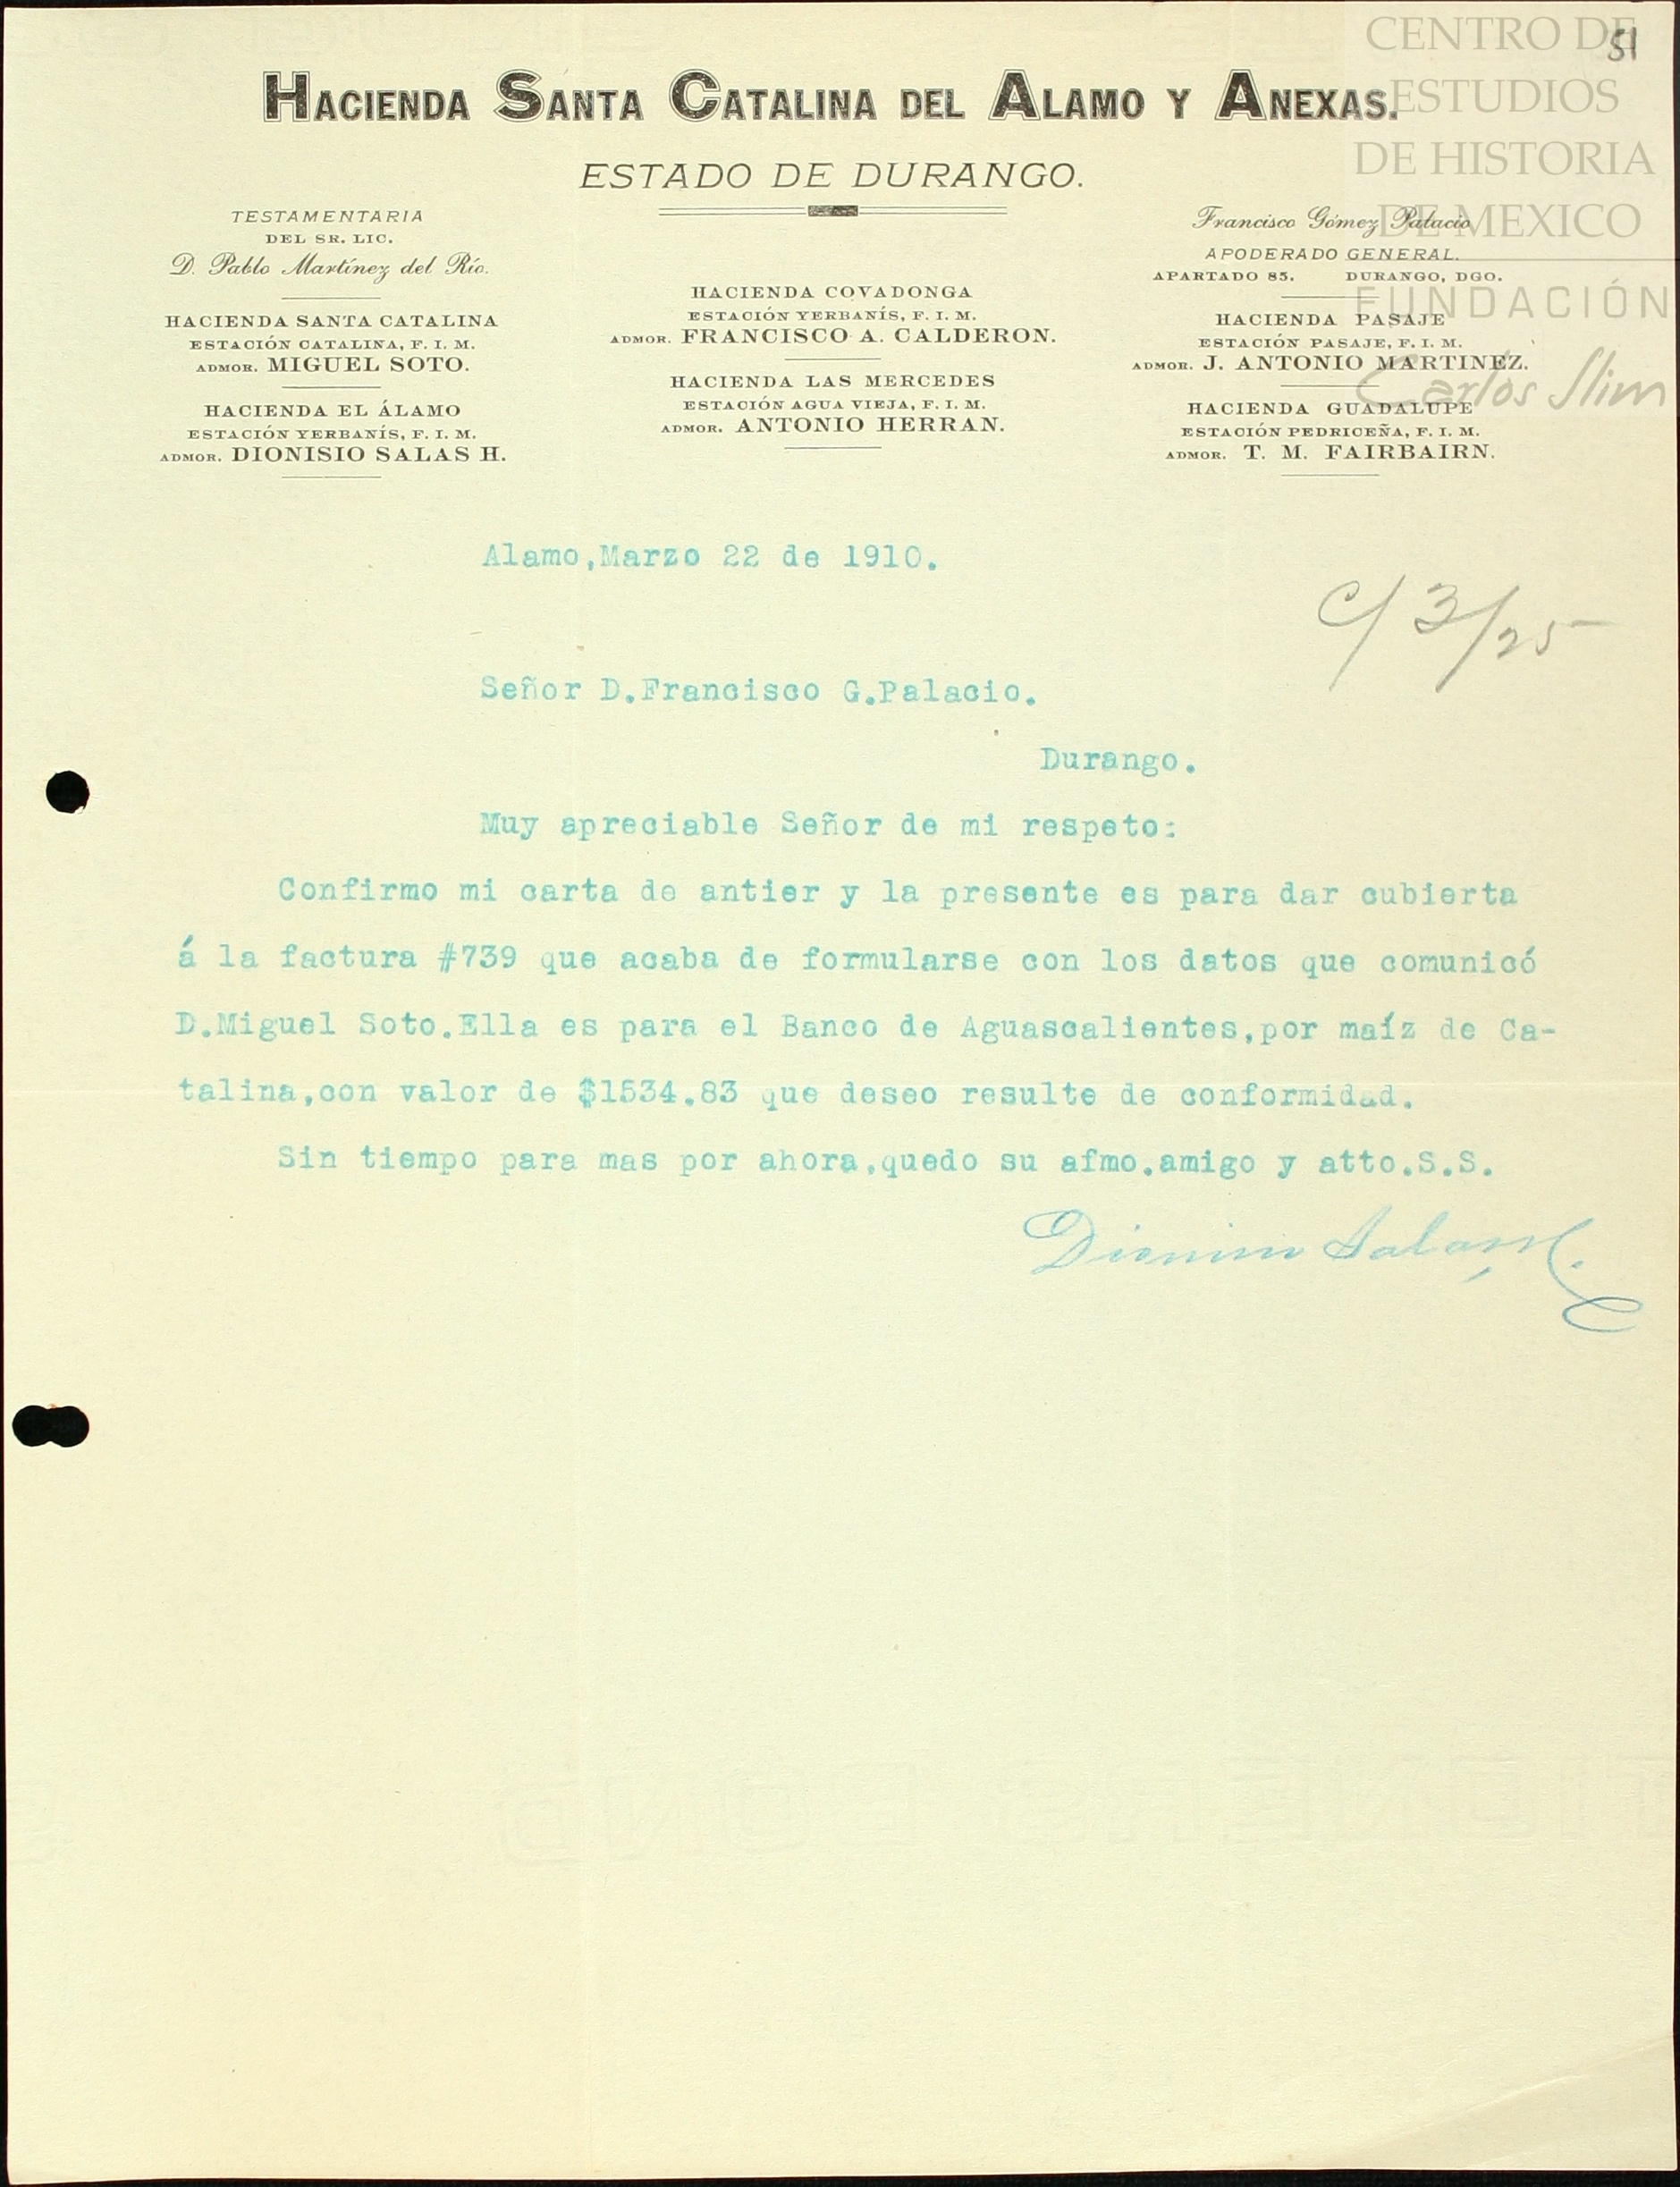 CENTRO DE
ESTUDIOS
DE HISTORIA
DE MEXICO
FUNDACIÓN
Carlos Slim
51
HACIENDA SANTA CATALINA DEL ALAMO Y ANEXAS.
ESTADO DE DURANGO.
TESTAMENTARIA
DEL SR. LIC.
D. Pablo Martínez del Río.
HACIENDA SANTA CATALINA
ESTACIÓN CATALINA, F. I. M.
ADMOR. MIGUEL SOTO.
HACIENDA EL ÁLAMO
ESTACIÓN YERBANÍS, F. I. M.
ADMOR. DIONISIO SALAS H.
HACIENDA COVADONGA
ESTACIÓN YERBANÍS, F. I. M.
ADMOR. FRANCISCO A. CALDERON.
HACIENDA LAS MERCEDES
ESTACIÓN AGUA VIEJA, F. I. M.
ADMOR. ANTONIO HERRAN.
Francisco Gómez Palacio
APODERADO GENERAL.
APARTADO 85. DURANGO, DGO.
HACIENDA PASAJE
ESTACIÓN PASAJE, F. I. M.
ADMOR. J. ANTONIO MARTINEZ.
HACIENDA GUADALUPE
ESTACIÓN PEDRICEÑA, F. I. M.
ADMOR. T. M. FAIRBAIRN.
Alamo,Marzo 22 de 1910.
C/ 3/25
Señor D.Francisco G.Palacio.
Durango.
Muy apreciable Señor de mi respeto:
Confirmo mi carta de antier y la presente es para dar cubierta
á la factura #739 que acaba de formularse con los datos que comunicó
D.Miguel Soto.Ella es para el Banco de Aguascalientes,por maíz de Ca-
talina,con valor de $1534.83 que deseo resulte de conformidad.
Sin tiempo para mas por ahora,quedo su afmo.amigo y atto.S.S.
Dionisio Salas H.